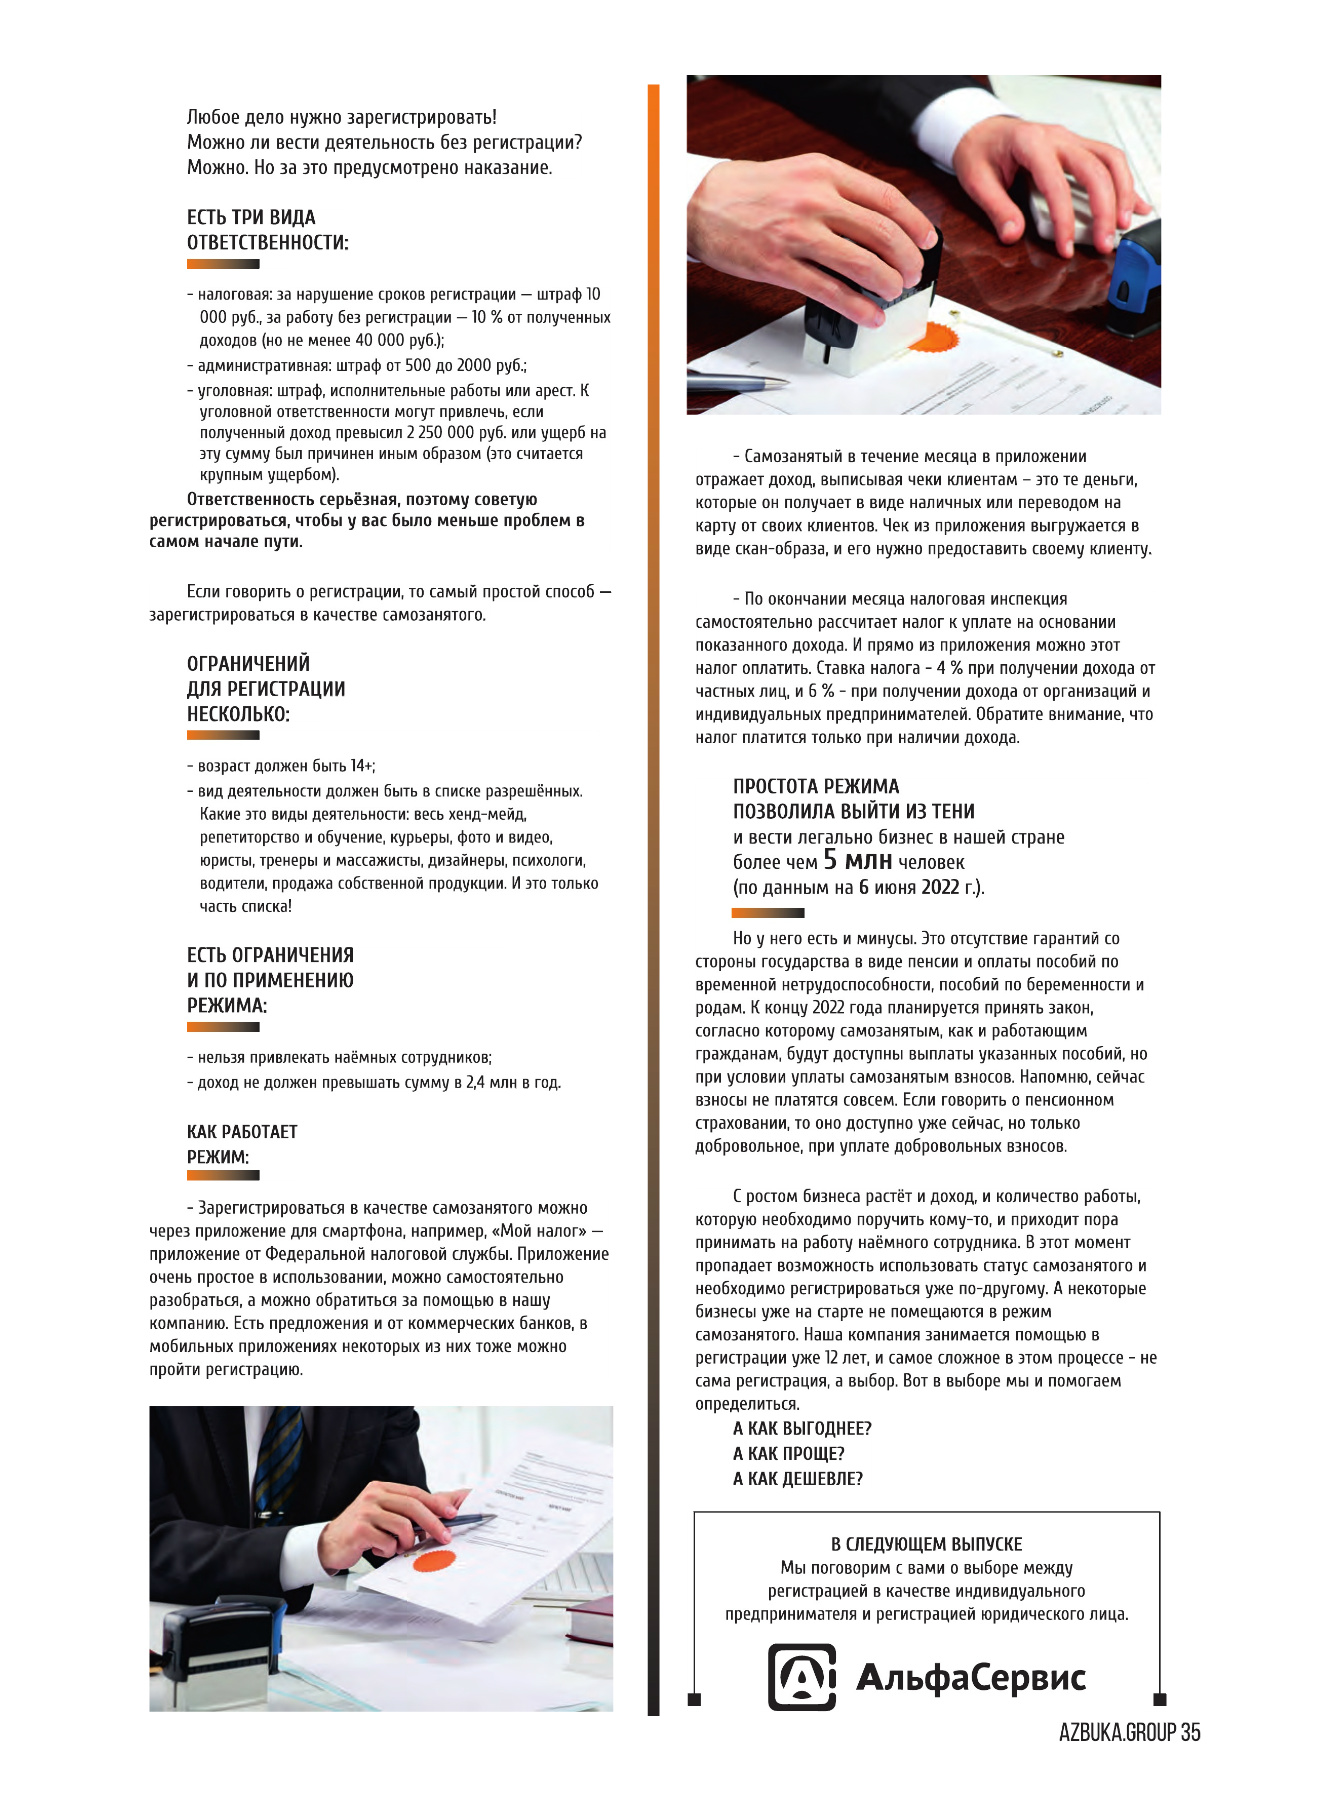 Любое дело нужно зарегистрировать!
Можно ли вести деятельность без регистрации?
Можно. Но за это предусмотрено наказание.
ЕСТЬ ТРИ ВИДА
ОТВЕТСТВЕННОСТИ:
- налоговая: за нарушение сроков регистрации — штраф 10
000 руб., за работу без регистрации — 10 % от полученных
доходов (но не менее 40 000 руб.);
- административная: штраф от 500 до 2000 руб.;
- уголовная: штраф, исполнительные работы или арест. К
уголовной ответственности могут привлечь, если
полученный доход превысил 2 250 000 руб. или ущерб на
эту сумму был причинен иным образом (это считается
крупным ущербом).
Ответственность серьёзная, поэтому советую
регистрироваться, чтобы у вас было меньше проблем в
самом начале пути.
Если говорить о регистрации, то самый простой способ —
зарегистрироваться в качестве самозанятого.
ОГРАНИЧЕНИЙ
ДЛЯ РЕГИСТРАЦИИ
НЕСКОЛЬКО:
- возраст должен быть 14+;
- вид деятельности должен быть в списке разрешённых.
Какие это виды деятельности: весь хенд-мейд,
репетиторство и обучение, курьеры, фото и видео,
юристы, тренеры и массажисты, дизайнеры, психологи,
водители, продажа собственной продукции. И это только
часть списка!
ЕСТЬ ОГРАНИЧЕНИЯ
И ПО ПРИМЕНЕНИЮ
РЕЖИМА:
- нельзя привлекать наёмных сотрудников;
- доход не должен превышать сумму в 2,4 млн в год.
КАК РАБОТАЕТ
РЕЖИМ:
- Зарегистрироваться в качестве самозанятого можно
через приложение для смартфона, например, «Мой налог» —
приложение от Федеральной налоговой службы. Приложение
очень простое в использовании, можно самостоятельно
разобраться, а можно обратиться за помощью в нашу
компанию. Есть предложения и от коммерческих банков, в
мобильных приложениях некоторых из них тоже можно
пройти регистрацию.
- Самозанятый в течение месяца в приложении
отражает доход, выписывая чеки клиентам – это те деньги,
которые он получает в виде наличных или переводом на
карту от своих клиентов. Чек из приложения выгружается в
виде скан-образа, и его нужно предоставить своему клиенту.
- По окончании месяца налоговая инспекция
самостоятельно рассчитает налог к уплате на основании
показанного дохода. И прямо из приложения можно этот
налог оплатить. Ставка налога - 4 % при получении дохода от
частных лиц, и 6 % - при получении дохода от организаций и
индивидуальных предпринимателей. Обратите внимание, что
налог платится только при наличии дохода.
ПРОСТОТА РЕЖИМА
ПОЗВОЛИЛА ВЫЙТИ ИЗ ТЕНИ
и вести легально бизнес в нашей стране
более чем 5 млн человек
(по данным на 6 июня 2022 г.).
Но у него есть и минусы. Это отсутствие гарантий со
стороны государства в виде пенсии и оплаты пособий по
временной нетрудоспособности, пособий по беременности и
родам. К концу 2022 года планируется принять закон,
согласно которому самозанятым, как и работающим
гражданам, будут доступны выплаты указанных пособий, но
при условии уплаты самозанятым взносов. Напомню, сейчас
взносы не платятся совсем. Если говорить о пенсионном
страховании, то оно доступно уже сейчас, но только
добровольное, при уплате добровольных взносов.
С ростом бизнеса растёт и доход, и количество работы,
которую необходимо поручить кому-то, и приходит пора
принимать на работу наёмного сотрудника. В этот момент
пропадает возможность использовать статус самозанятого и
необходимо регистрироваться уже по-другому. А некоторые
бизнесы уже на старте не помещаются в режим
самозанятого. Наша компания занимается помощью в
регистрации уже 12 лет, и самое сложное в этом процессе - не
сама регистрация, а выбор. Вот в выборе мы и помогаем
определиться.
А КАК ВЫГОДНЕЕ?
А КАК ПРОЩЕ?
А КАК ДЕШЕВЛЕ?
В СЛЕДУЮЩЕМ ВЫПУСКЕ
Мы поговорим с вами о выборе между
регистрацией в качестве индивидуального
предпринимателя и регистрацией юридического лица.
АльфаСервис
AZBUKA.GROUP 35